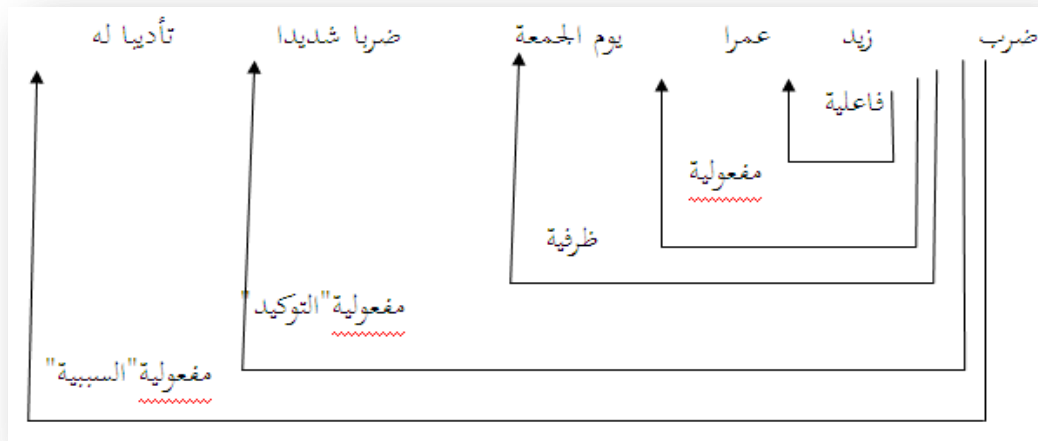 ضرب زيد عمرا يوم الجمعة ضربا شديدا تأديبا له
فاعلية
مفعولية
ظرفية
مفعولية"التوكيد"
مفعولية"السببية"